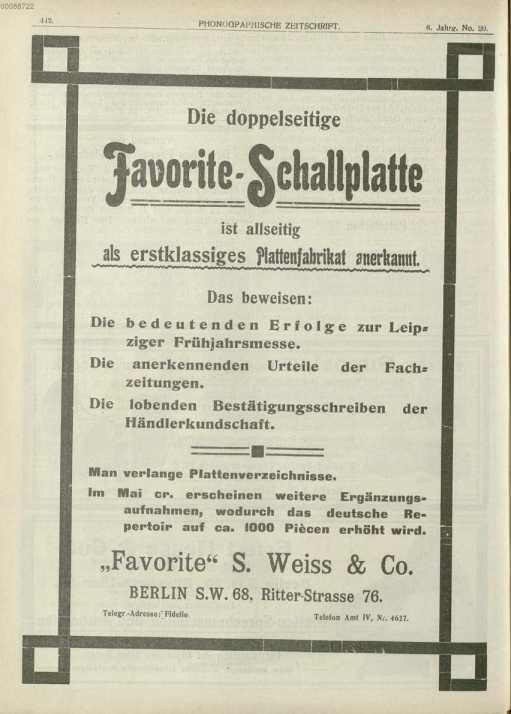 00086722
442.
PHONOGRAPHISCHE ZEITSCHRIFT.
6. Jahrg. No. 20.
Die doppelseitige
Favorite-Schallplatte
ist allseitig
als erstklassiges Plattenfabrikat anerkannt.
Das beweisen:
Die bedeutenden Erfolge zur Leip-
ziger Frühjahrsmesse.
Die anerkennenden Urteile der Fach-
zeitungen.
Die lobenden Bestätigungsschreiben der
Händlerkundschaft.
Man verlange Plattenverzeichnisse.
Im Mai cr. erscheinen weitere Ergänzungs-
aufnahmen, wodurch das deutsche Re-
pertoir auf ca. 1000 Piècen erhöht wird.
„Favorite“ S. Weiss & Co.
BERLIN S.W. 68, Ritter-Strasse 76.
Telegr.-Adresse: Fidelio
Telefon Amt IV, Nr. 4627.